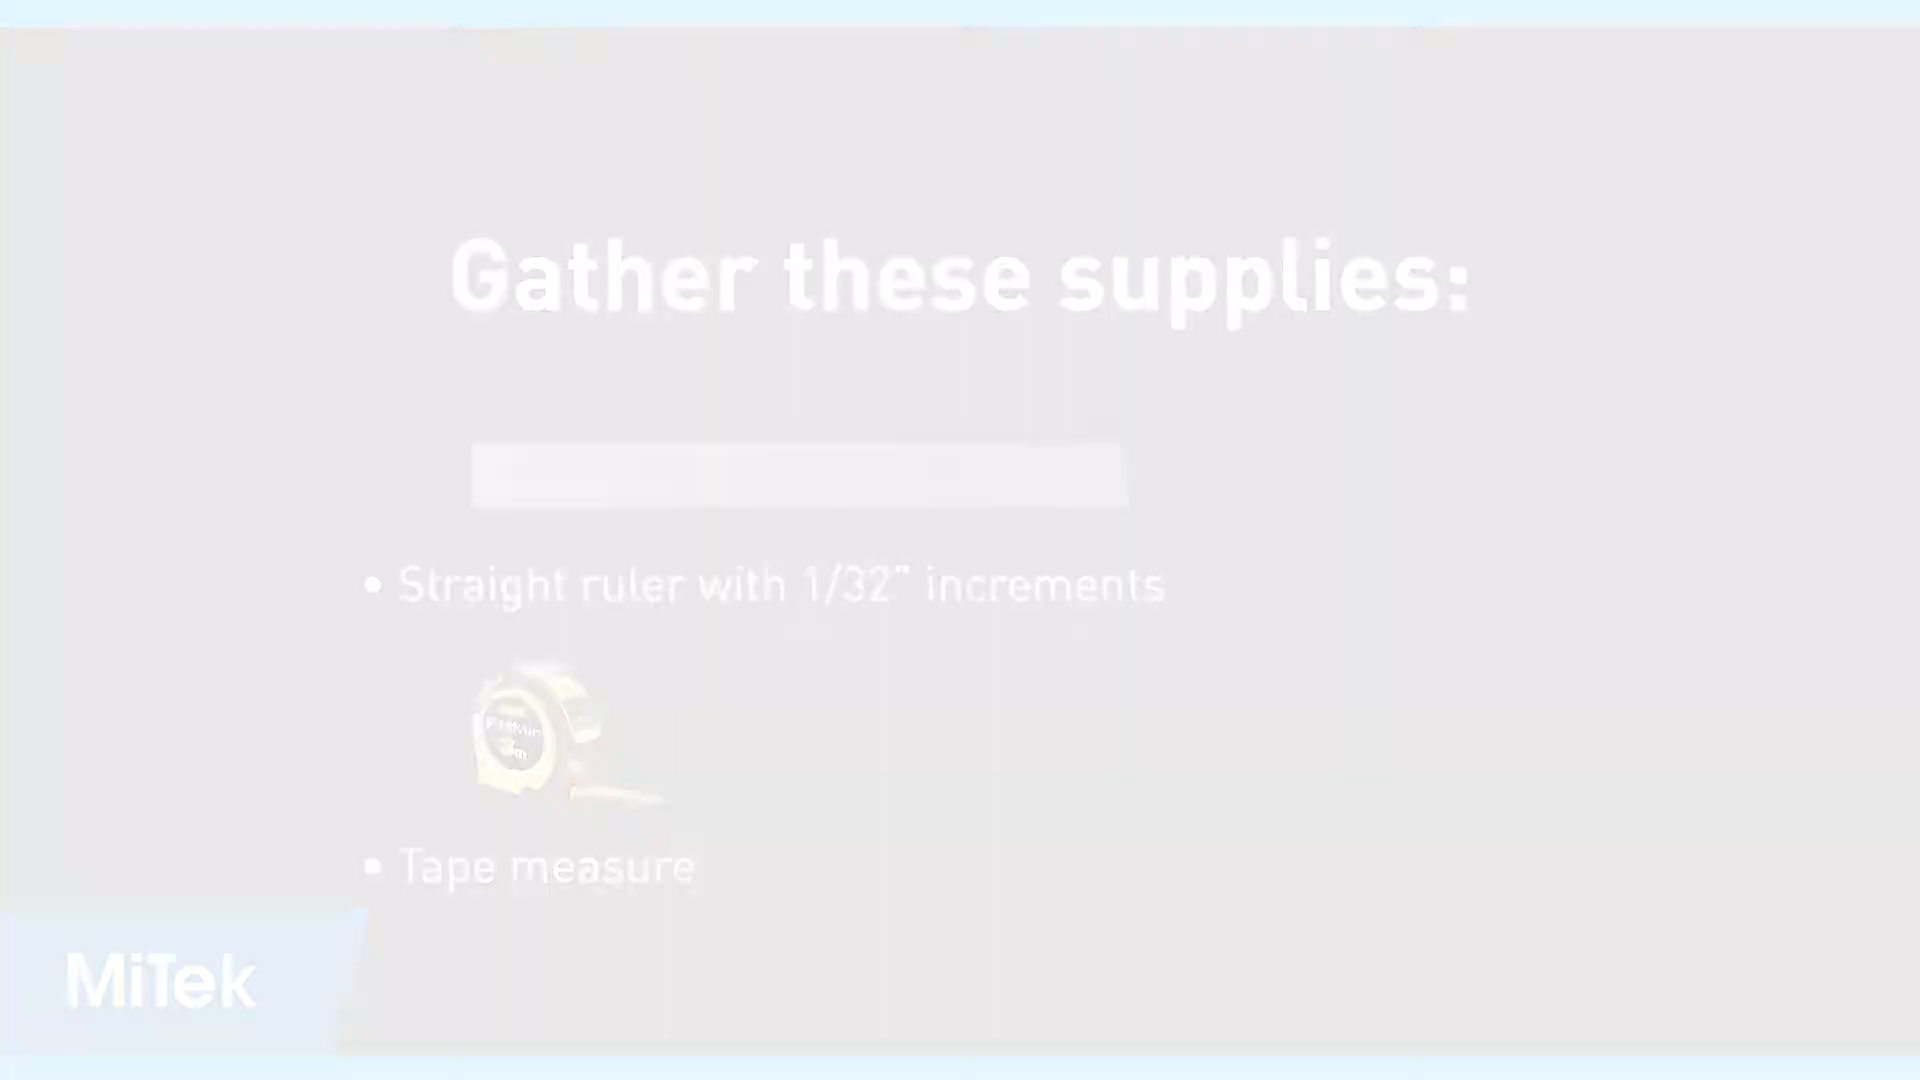 Gather these supplies:
• Straight ruler with 1/32" increments
• Tape measure
MiTek